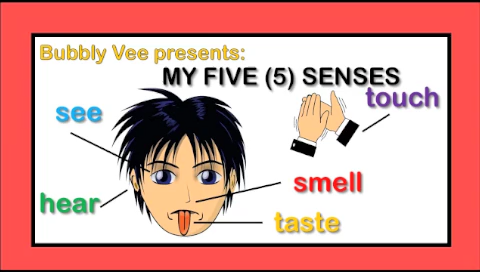 Bubbly Vee presents:
MY FIVE (5) SENSES
touch
see
smell
hear
taste